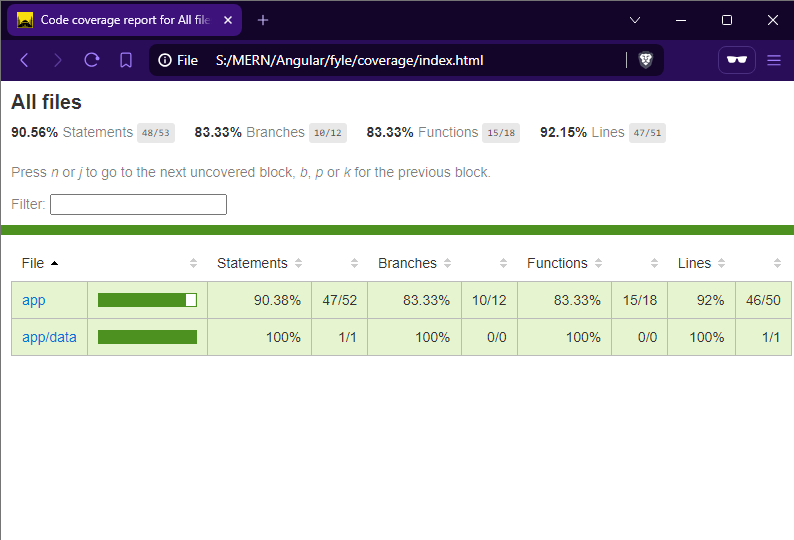 Code coverage report for All file
File S:/MERN/Angular/fyle/coverage/index.html
All files
90.56% Statements 48/53 83.33% Branches 10/12 83.33% Functions 15/18 92.15% Lines 47/51
Press n or j to go to the next uncovered block, b, p or k for the previous block.
Filter:
File Statements Branches Functions Lines
app 90.38% 47/52 83.33% 10/12 83.33% 15/18 92% 46/50
app/data 100% 1/1 100% 0/0 100% 0/0 100% 1/1